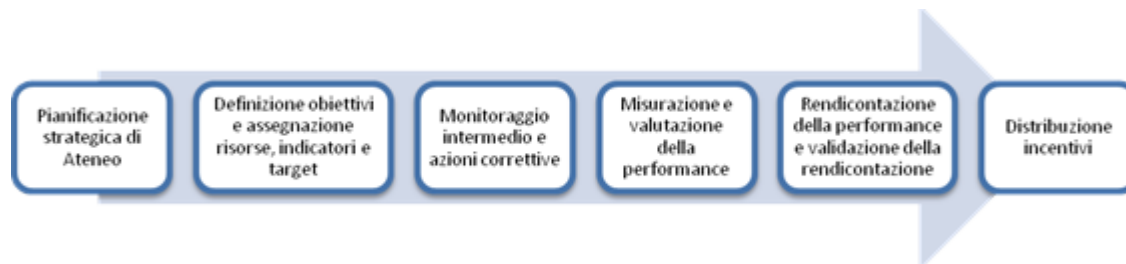 Pianificazione
strategica di
Ateneo
Definizione obiettivi
e assegnazione
risorse, indicatori e
target
Monitoraggio
intermedio e
azioni correttive
Misurazione e
valutazione
della
performance
Rendicontazione
della performance
e validazione della
rendicontazione
Distribuzione
incentivi